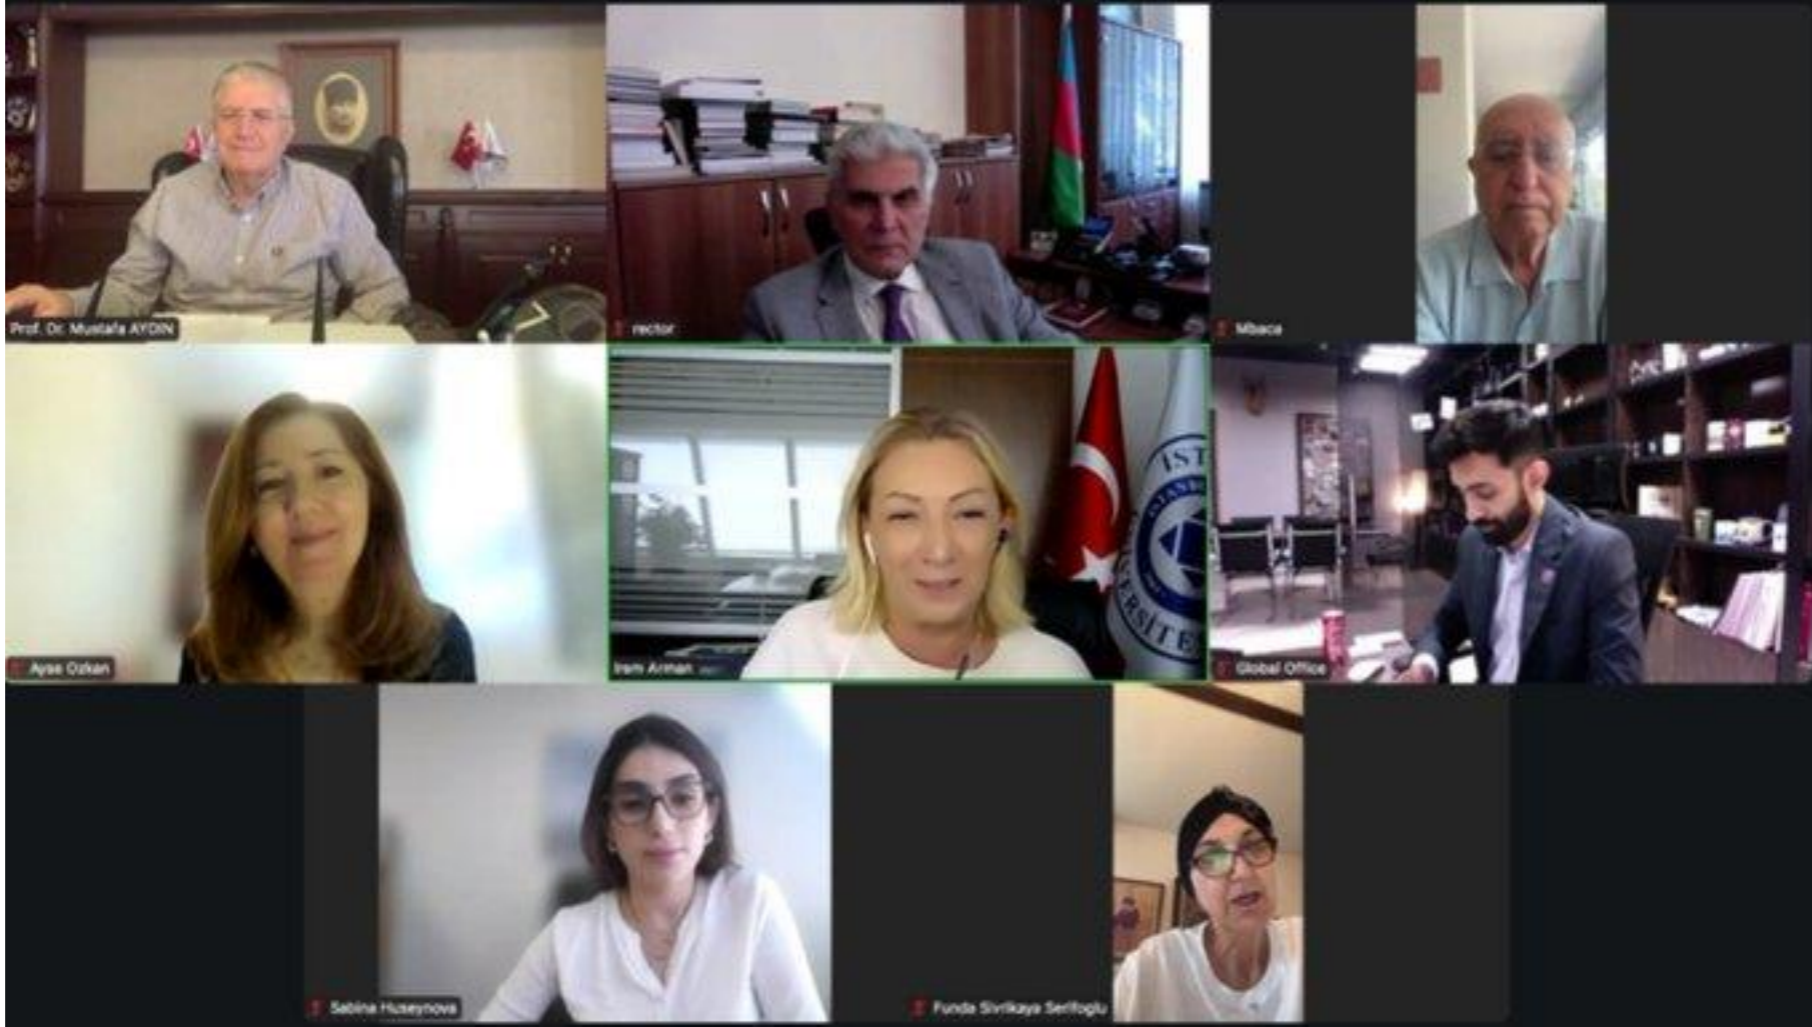 Prof. Dr. Mustafa AYDIN
rector
Mbaca
Ayse Ozkan
Irem Arman
Global Office
Sabina Huseynova
Funda Sivrikaya Serifoglu